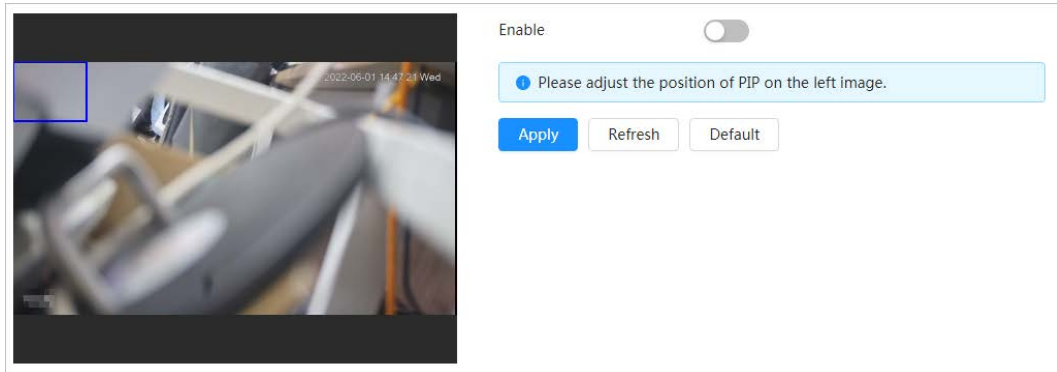 Enable
2022-06-01 14:47:21 Wed
Please adjust the position of PIP on the left image.
Apply Refresh Default